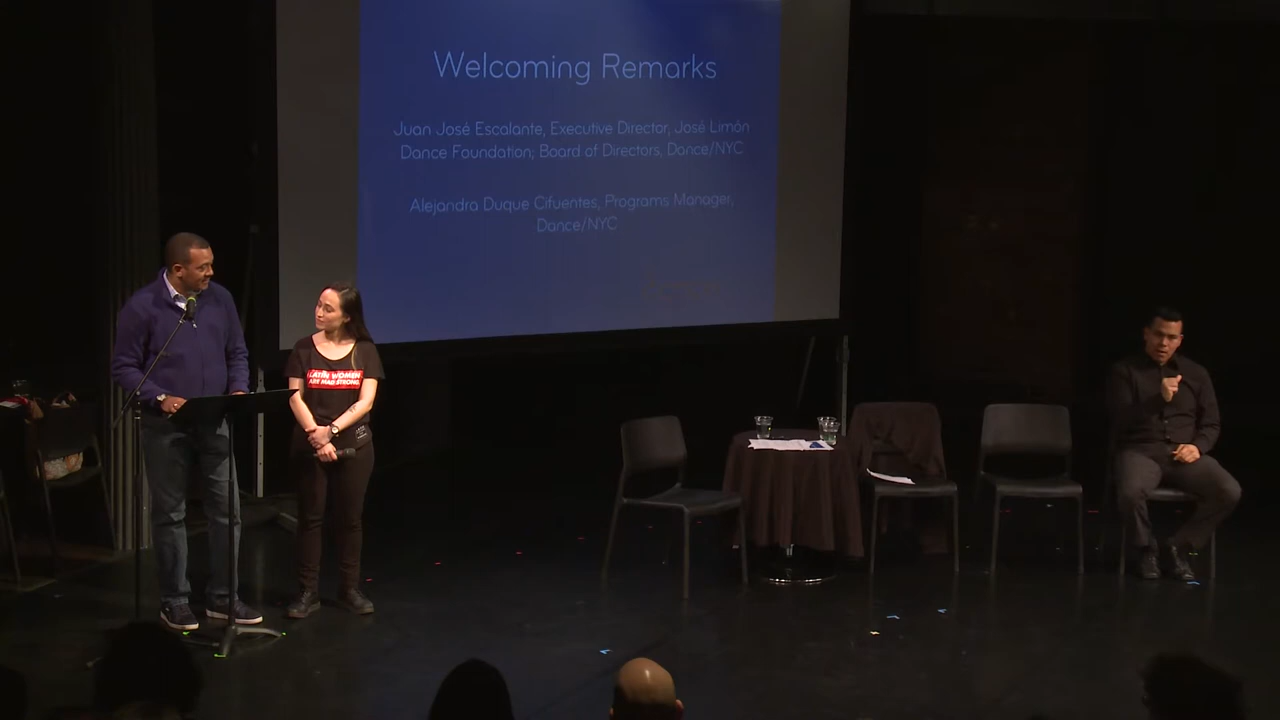 Welcoming Remarks
Juan José Escalante, Executive Director, José Limón
Dance Foundation; Board of Directors, Dance/NYC
Alejandra Duque Cifuentes, Programs Manager,
Dance/NYC
LATIN WOMEN
ARE MAD STRONG